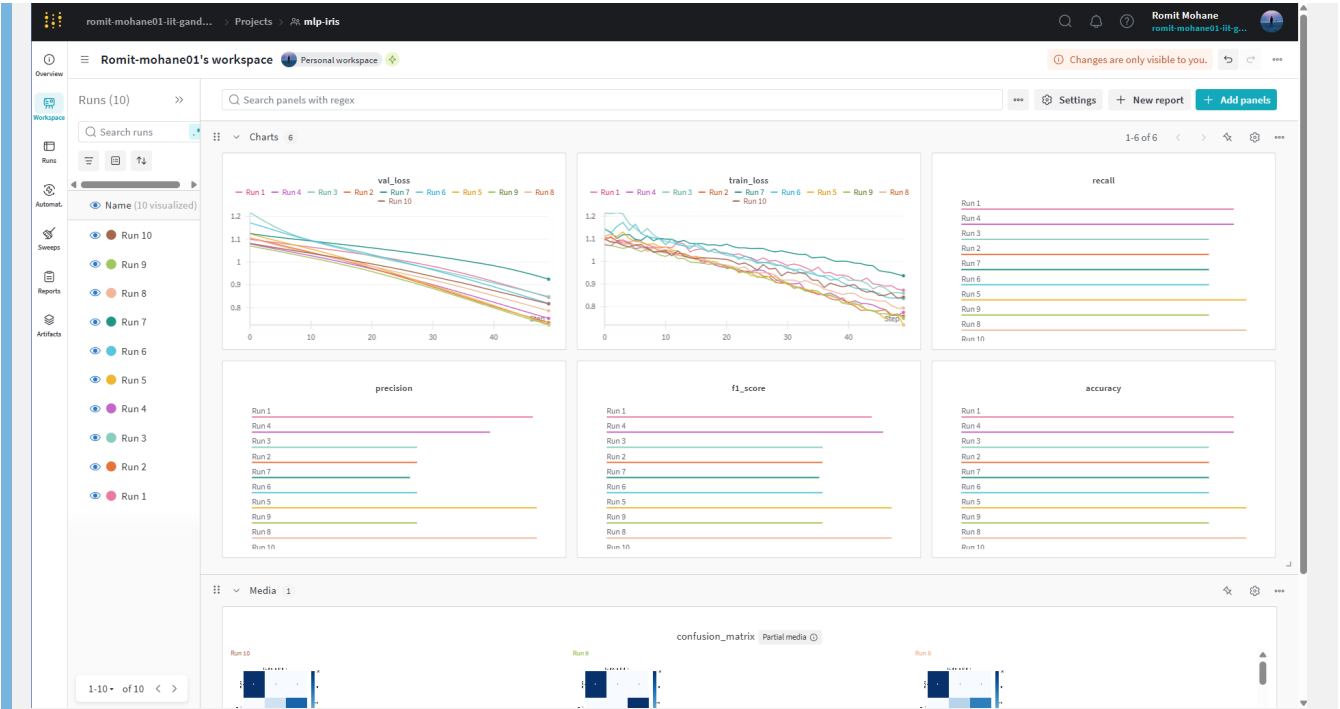 romit-mohane01-iit-gand... > Projects > mlp-iris
Romit Mohane
romit-mohane01-iit-g...
Overview
Romit-mohane01's workspace Personal workspace
Changes are only visible to you.
Workspace
Runs
Automat.
Sweeps
Reports
Artifacts
Runs (10)
Search runs
.*
Name (10 visualized)
Run 10
Run 9
Run 8
Run 7
Run 6
Run 5
Run 4
Run 3
Run 2
Run 1
1-10 of 10
Search panels with regex
Settings
+ New report
+ Add panels
Charts 6
1-6 of 6
val_loss
Run 1 Run 4 Run 3 Run 2 Run 7 Run 6 Run 5 Run 9 Run 8
Run 10
1.2
1.1
1
0.9
0.8
Step
0 10 20 30 40
train_loss
Run 1 Run 4 Run 3 Run 2 Run 7 Run 6 Run 5 Run 9 Run 8
Run 10
1.2
1.1
1
0.9
0.8
Step
0 10 20 30 40
recall
Run 1
Run 4
Run 3
Run 2
Run 7
Run 6
Run 5
Run 9
Run 8
Run 10
precision
Run 1
Run 4
Run 3
Run 2
Run 7
Run 6
Run 5
Run 9
Run 8
Run 10
f1_score
Run 1
Run 4
Run 3
Run 2
Run 7
Run 6
Run 5
Run 9
Run 8
Run 10
accuracy
Run 1
Run 4
Run 3
Run 2
Run 7
Run 6
Run 5
Run 9
Run 8
Run 10
Media 1
confusion_matrix Partial media
Run 10
Run 9
Run 8